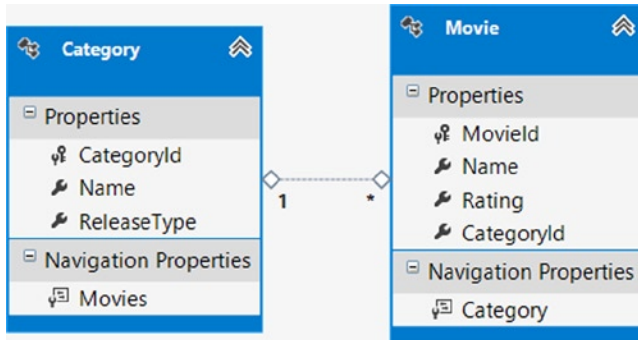 Category
Properties
CategoryId
Name
ReleaseType
Navigation Properties
Movies
1
*
Movie
Properties
MovieId
Name
Rating
CategoryId
Navigation Properties
Category